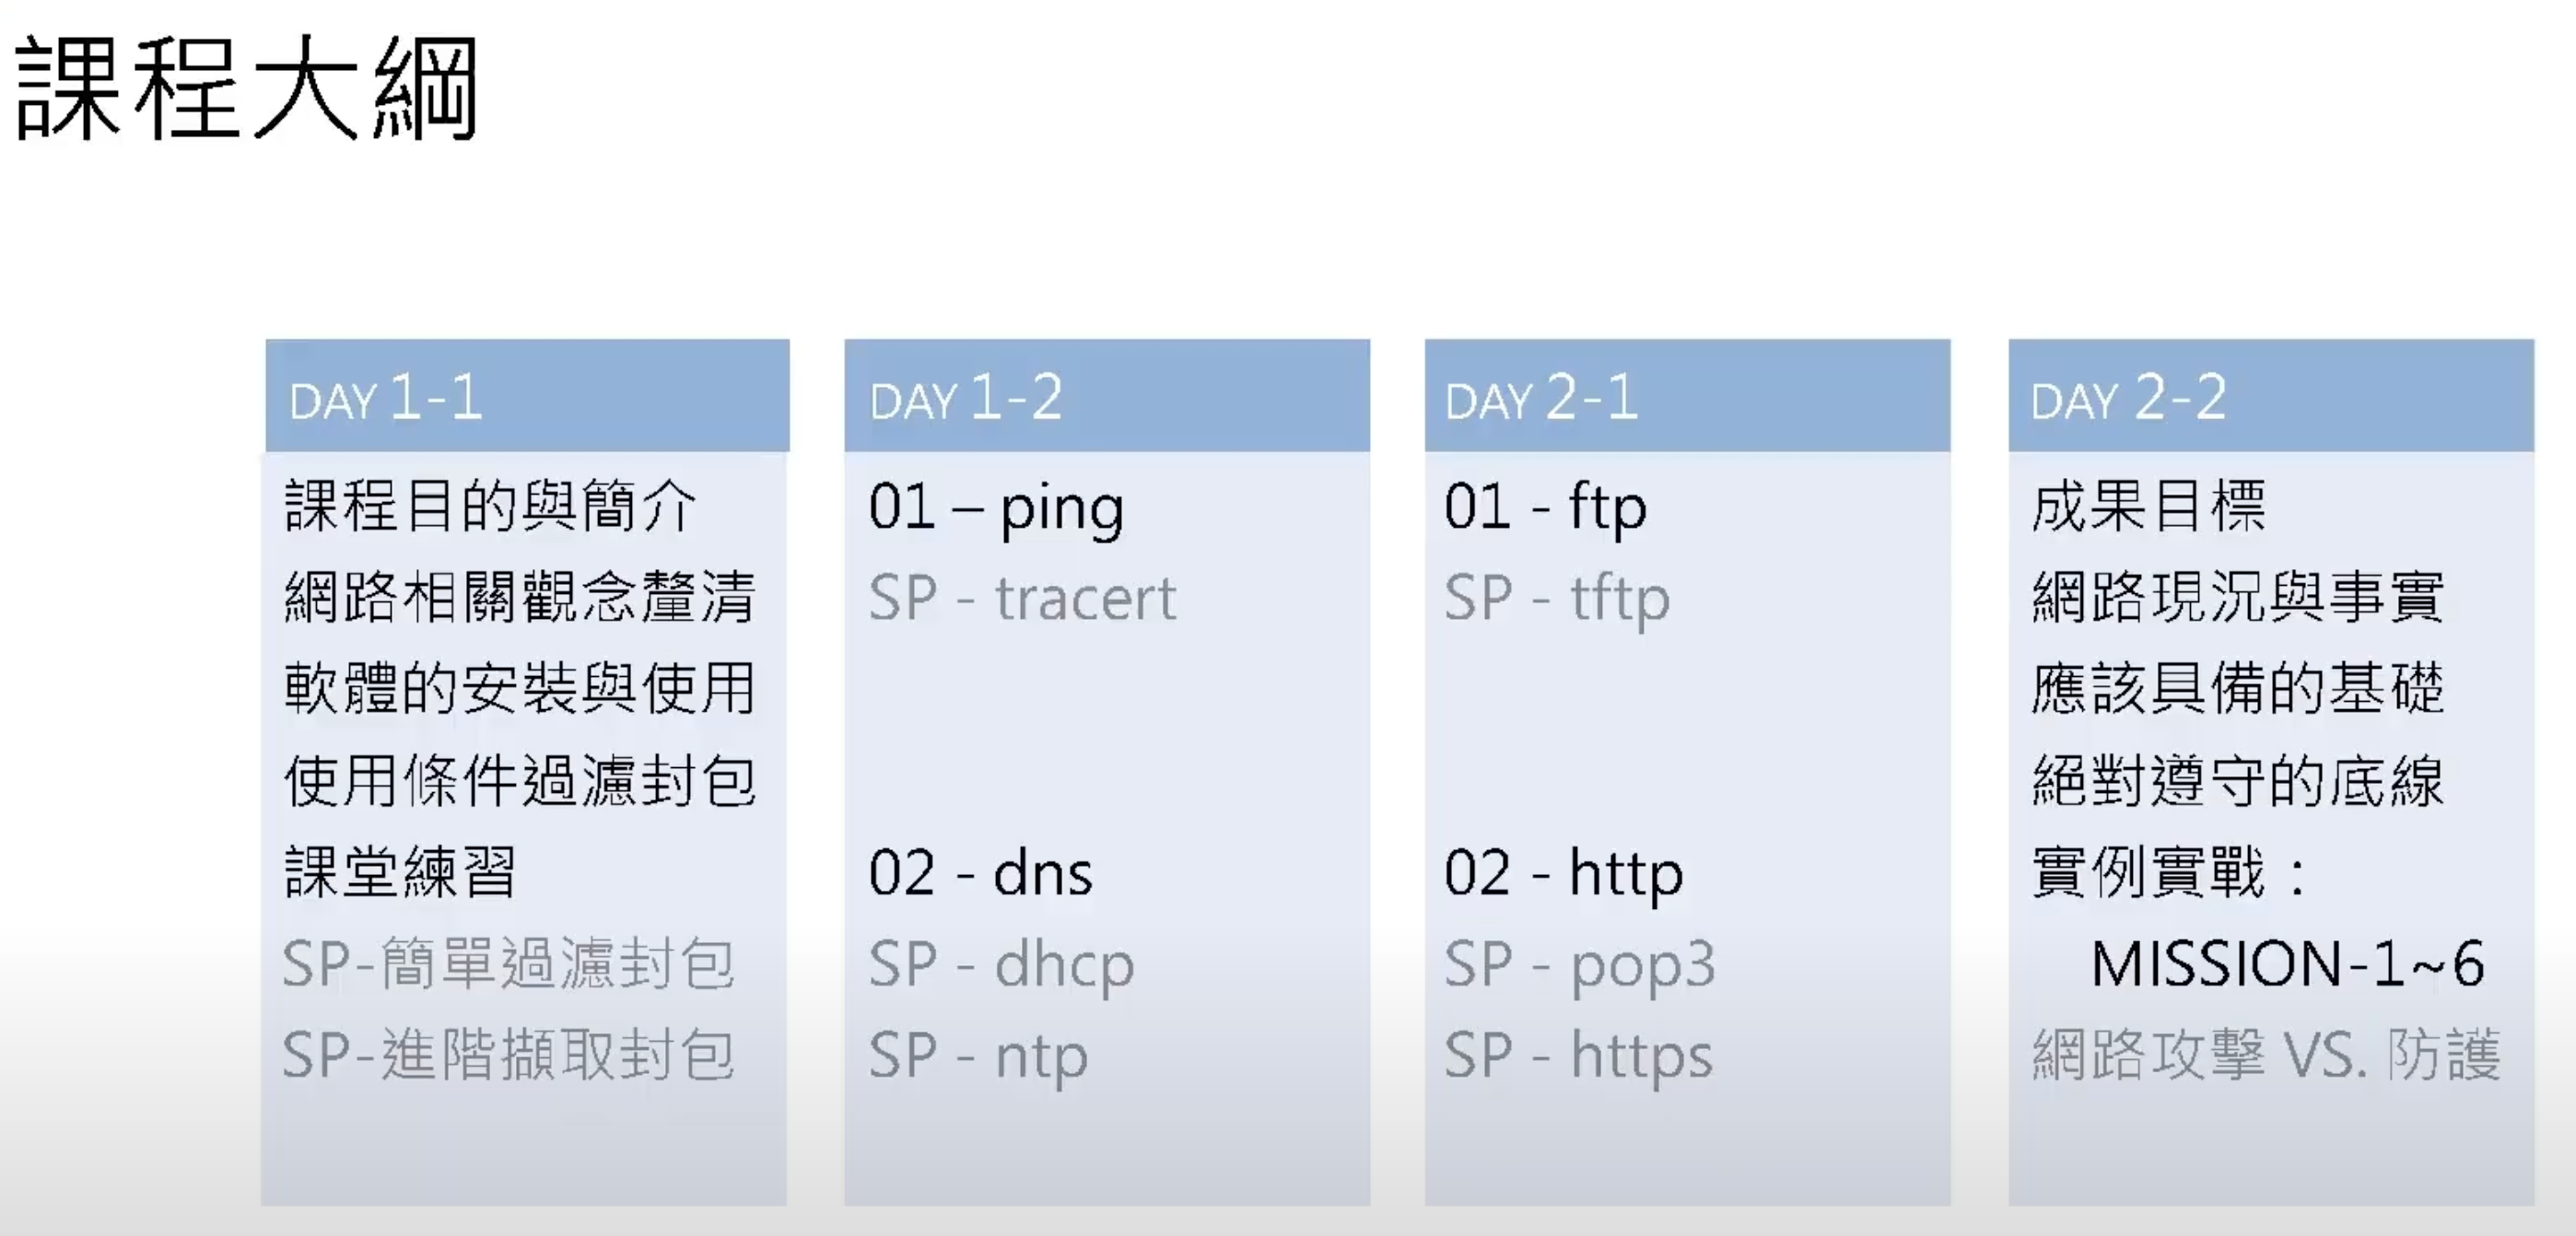 課程大綱
DAY 1-1
課程目的與簡介
網路相關觀念釐清
軟體的安裝與使用
使用條件過濾封包
課堂練習
SP-簡單過濾封包
SP-進階擷取封包
DAY 1-2
01 – ping
SP - tracert
02 - dns
SP - dhcp
SP - ntp
DAY 2-1
01 - ftp
SP - tftp
02 - http
SP - pop3
SP - https
DAY 2-2
成果目標
網路現況與事實
應該具備的基礎
絕對遵守的底線
實例實戰：
MISSION-1~6
網路攻擊 VS. 防護